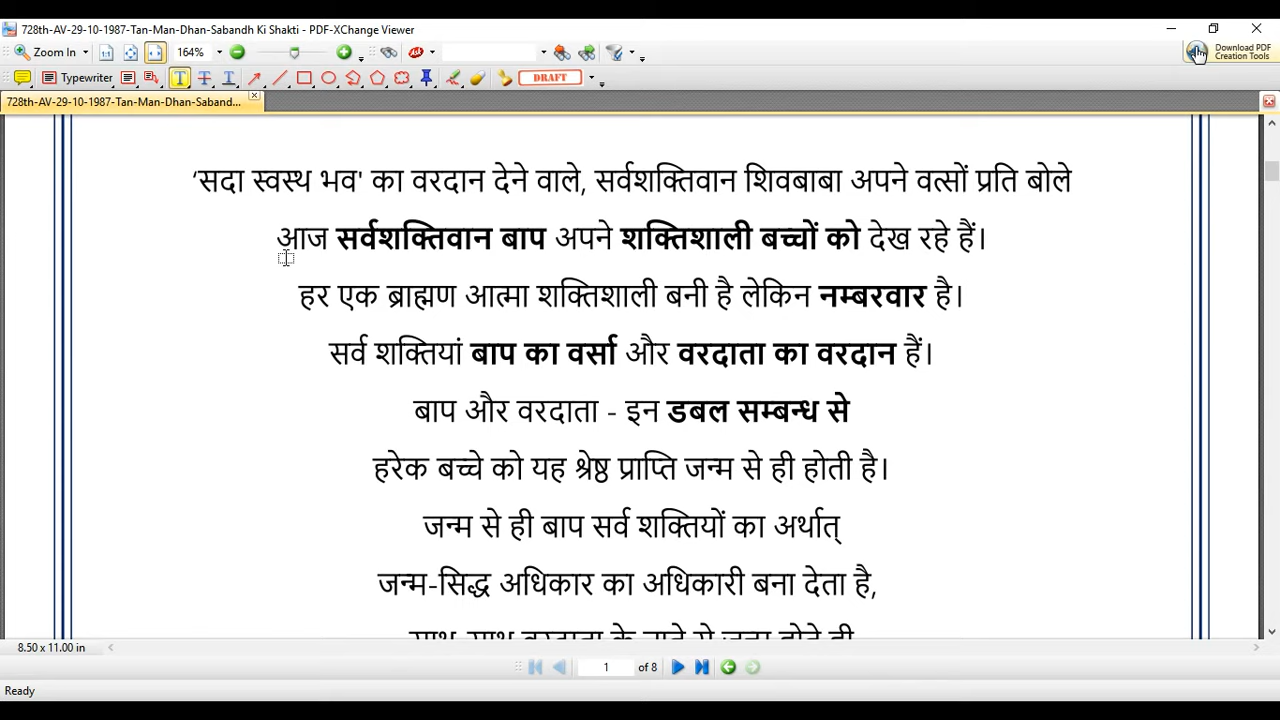 728th-AV-29-10-1987-Tan-Man-Dhan-Sabandh Ki Shakti - PDF-XChange Viewer
Zoom In 164%
Download PDF
Creation Tools
Typewriter DRAFT
728th-AV-29-10-1987-Tan-Man-Dhan-Saband...
‘सदा स्वस्थ भव' का वरदान देने वाले, सर्वशक्तिवान शिवबाबा अपने वत्सों प्रति बोले
आज सर्वशक्तिवान बाप अपने शक्तिशाली बच्चों को देख रहे हैं।
हर एक ब्राह्मण आत्मा शक्तिशाली बनी है लेकिन नम्बरवार है।
सर्व शक्तियां बाप का वर्सा और वरदाता का वरदान हैं।
बाप और वरदाता - इन डबल सम्बन्ध से
हरेक बच्चे को यह श्रेष्ठ प्राप्ति जन्म से ही होती है।
जन्म से ही बाप सर्व शक्तियों का अर्थात्
जन्म-सिद्ध अधिकार का अधिकारी बना देता है,
8.50 x 11.00 in
1 of 8
Ready